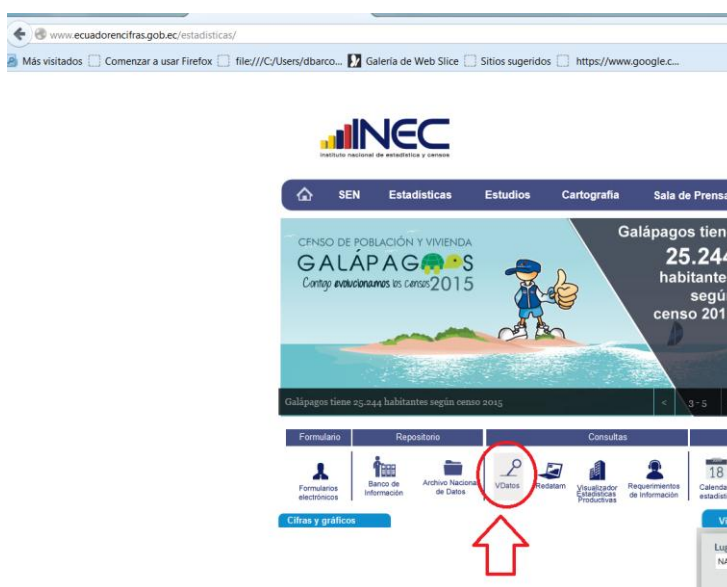 www.ecuadorencifras.gob.ec/estadisticas/
Más visitados Comenzar a usar Firefox file:///C:/Users/dbarco... Galería de Web Slice Sitios sugeridos https://www.google.c...
INEC
instituto nacional de estadística y censos
SEN Estadisticas Estudios Cartografía Sala de Prensa
CENSO DE POBLACIÓN Y VIVIENDA
GALÁPAGOS
Contigo evolucionamos los censos 2015
Galápagos tien
25.244
habitante
segú
censo 201
Galápagos tiene 25.244 habitantes según censo 2015
< 3 - 5
Formulario Repositorio Consultas
Formularios electrónicos
Banco de Información
Archivo Nacional de Datos
VDatos
Redatam
Visualizador Estadísticas Productivas
Requerimientos de Información
18
Calenda
estadíst
Cifras y gráficos
Vi
Lug
NA